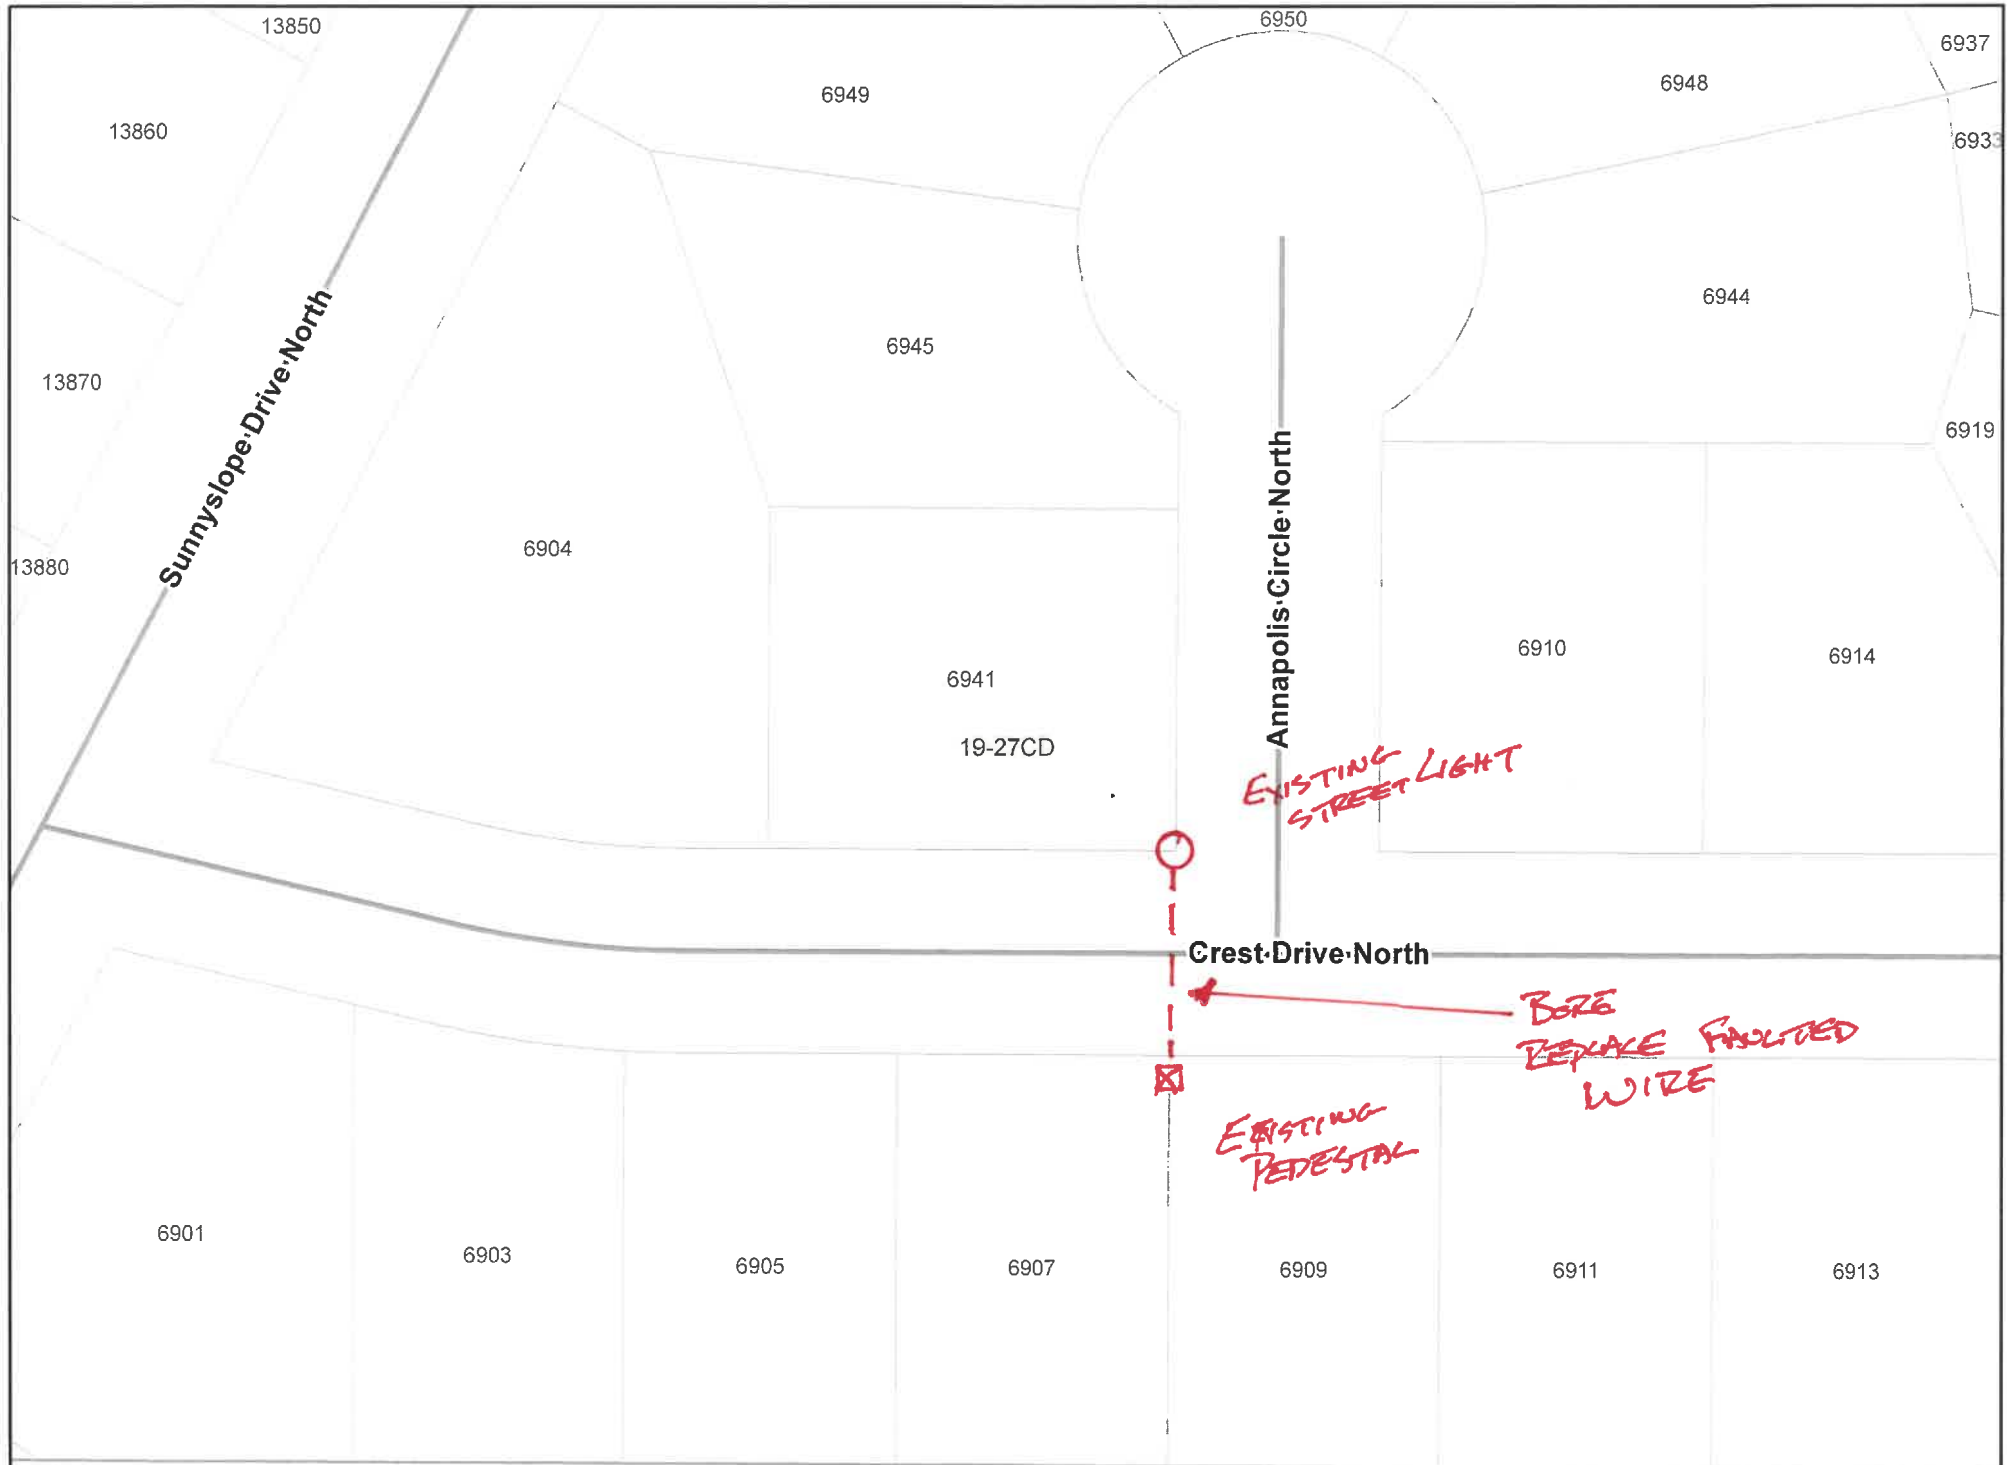 13850
6950
6937
6949
6948
13860
6933
6944
Sunnyslope Drive North
6945
13870
6919
Annapolis Circle North
6904
13880
6941
6910
6914
19-27CD
EXISTING
STREET LIGHT
Crest Drive North
BORE
REPLACE FAULTED
WIRE
EXISTING
PEDESTAL
6901
6903
6905
6907
6909
6911
6913